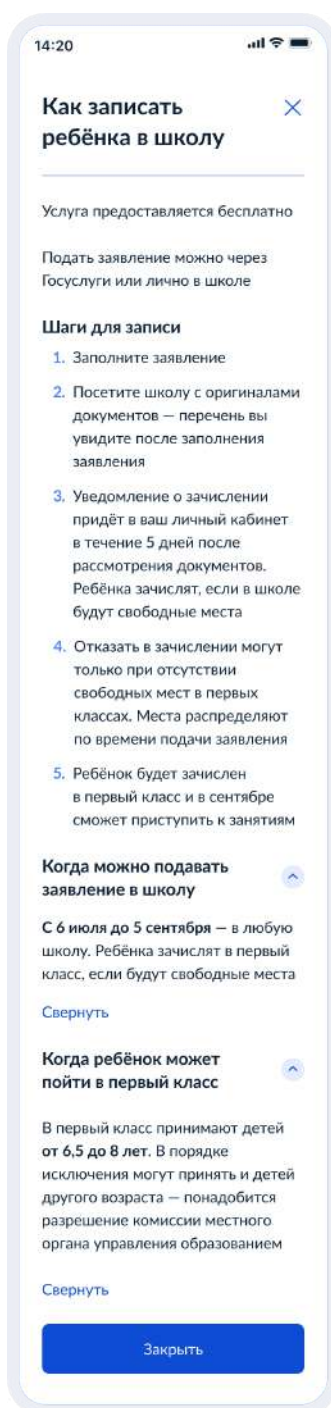 14:20
Как записать
ребёнка в школу
Услуга предоставляется бесплатно
Подать заявление можно через
Госуслуги или лично в школе
Шаги для записи
1. Заполните заявление
2. Посетите школу с оригиналами
документов — перечень вы
увидите после заполнения
заявления
3. Уведомление о зачислении
придёт в ваш личный кабинет
в течение 5 дней после
рассмотрения документов.
Ребёнка зачислят, если в школе
будут свободные места
4. Отказать в зачислении могут
только при отсутствии
свободных мест в первых
классах. Места распределяют
по времени подачи заявления
5. Ребёнок будет зачислен
в первый класс и в сентябре
сможет приступить к занятиям
Когда можно подавать
заявление в школу
С 6 июля до 5 сентября — в любую
школу. Ребёнка зачислят в первый
класс, если будут свободные места
Свернуть
Когда ребёнок может
пойти в первый класс
В первый класс принимают детей
от 6,5 до 8 лет. В порядке
исключения могут принять и детей
другого возраста — понадобится
разрешение комиссии местного
органа управления образованием
Свернуть
Закрыть